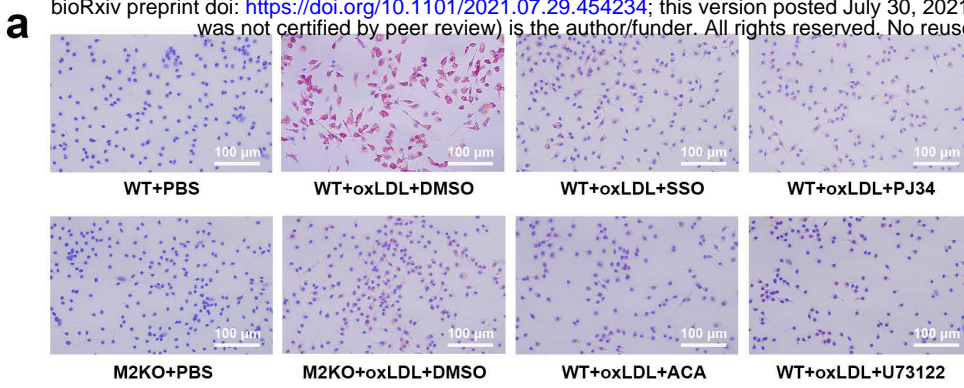 bioRxiv preprint doi: https://doi.org/10.1101/2021.07.29.454234; this version posted July 30, 2021
was not certified by peer review) is the author/funder. All rights reserved. No reuse
a
100 µm 100 µm 100 µm 100 µm
WT+PBS WT+oxLDL+DMSO WT+oxLDL+SSO WT+oxLDL+PJ34
100 µm 100 µm 100 µm 100 µm
M2KO+PBS M2KO+oxLDL+DMSO WT+oxLDL+ACA WT+oxLDL+U73122